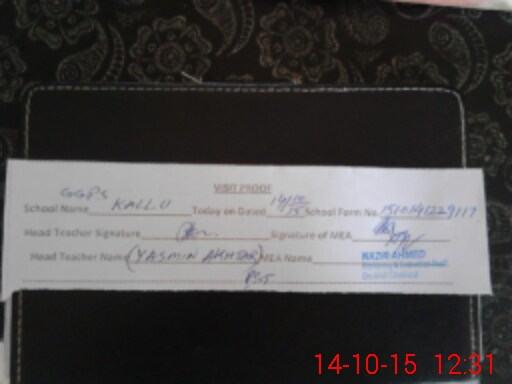 VISIT PROOF
GGPS
School Name KALLU Today on Dated 14/10/15 School Form No.
Head Teacher Signature Signature of MEA
Head Teacher Name (YASMIN AKHTAR) MEA Name NAZIR AHMED
PST
14-10-15 12:31